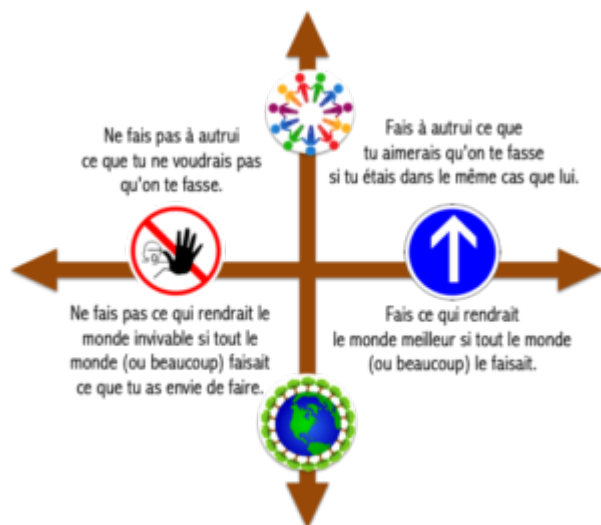 Ne fais pas à autrui
ce que tu ne voudrais pas
qu'on te fasse.
Fais à autrui ce que
tu aimerais qu'on te fasse
si tu étais dans le même cas que lui.
Ne fais pas ce qui rendrait le
monde invivable si tout le
monde (ou beaucoup) faisait
ce que tu as envie de faire.
Fais ce qui rendrait
le monde meilleur si tout le monde
(ou beaucoup) le faisait.